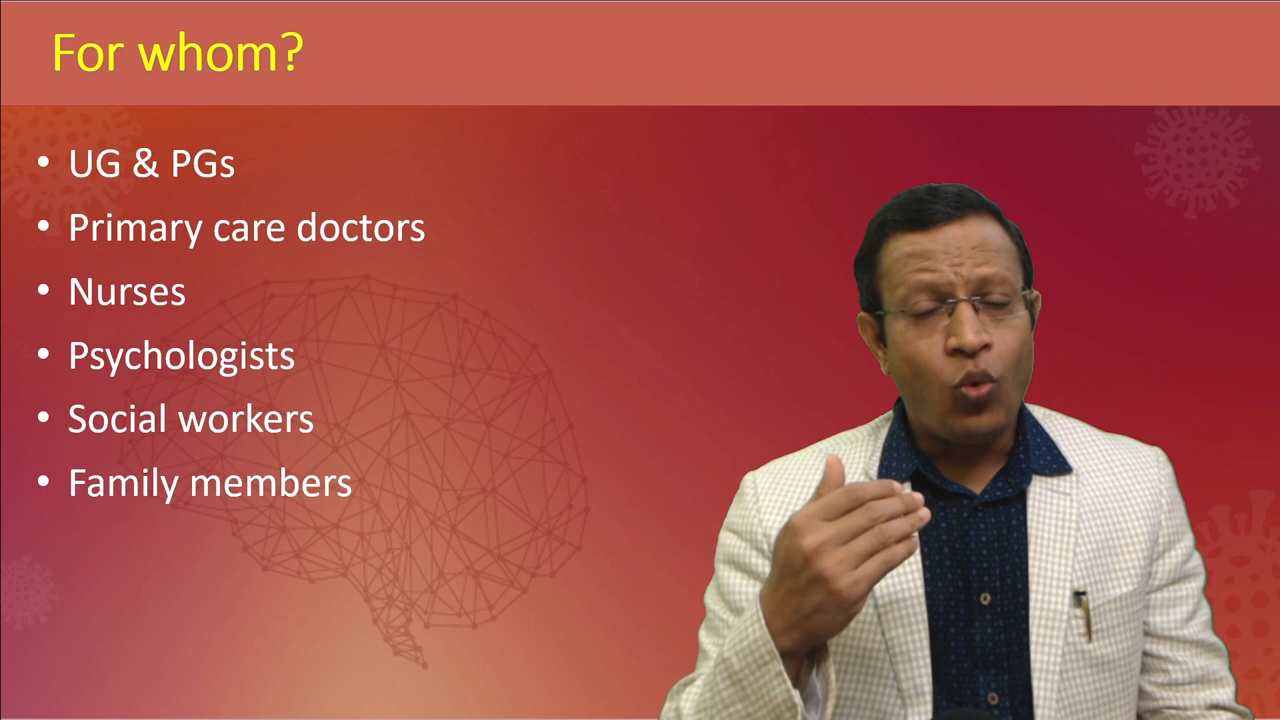 For whom?
• UG & PGs
• Primary care doctors
• Nurses
• Psychologists
• Social workers
• Family members